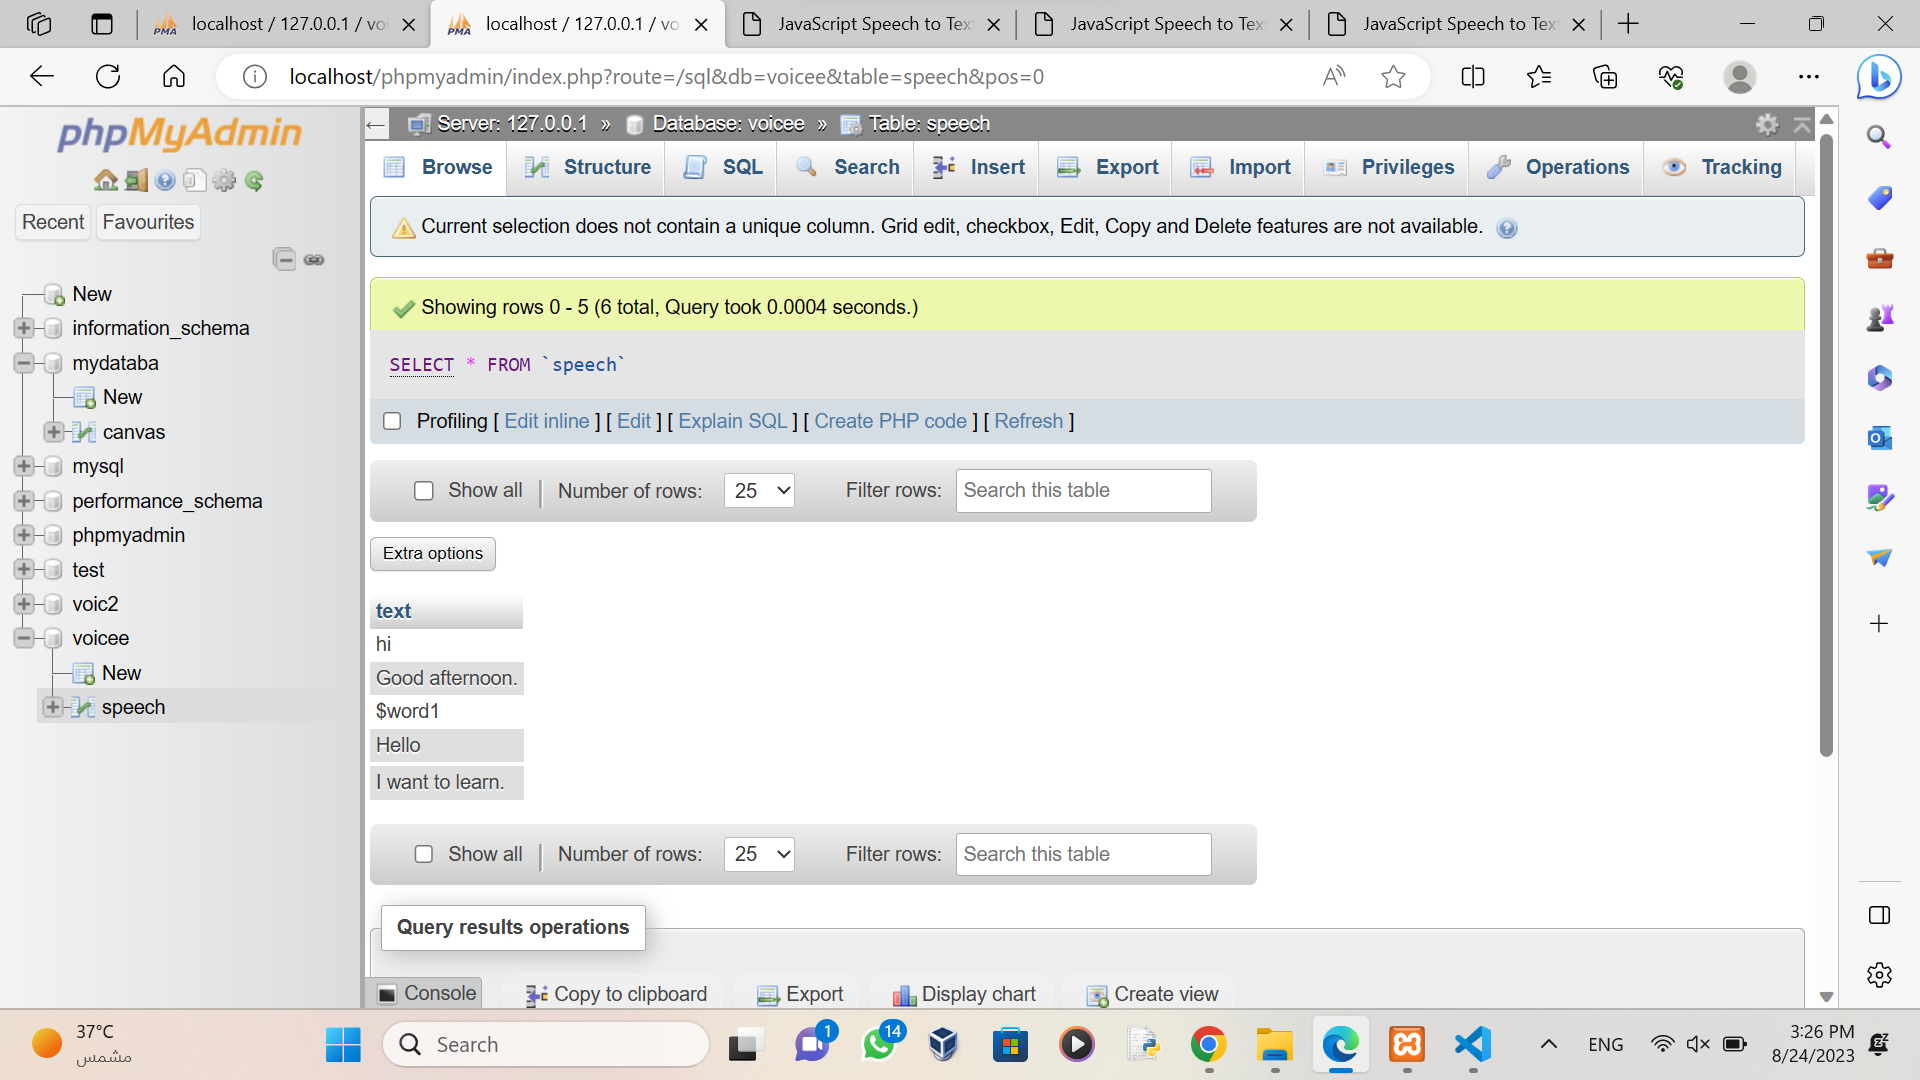 localhost / 127.0.0.1 / voi
localhost / 127.0.0.1 / vo
JavaScript Speech to Tex
JavaScript Speech to Tex
JavaScript Speech to Tex
localhost/phpmyadmin/index.php?route=/sql&db=voicee&table=speech&pos=0
phpMyAdmin
Recent
Favourites
New
information_schema
mydataba
New
canvas
mysql
performance_schema
phpmyadmin
test
voic2
voicee
New
speech
Server: 127.0.0.1 » Database: voicee » Table: speech
Browse
Structure
SQL
Search
Insert
Export
Import
Privileges
Operations
Tracking
Current selection does not contain a unique column. Grid edit, checkbox, Edit, Copy and Delete features are not available.
Showing rows 0 - 5 (6 total, Query took 0.0004 seconds.)
SELECT * FROM `speech`
Profiling [ Edit inline ] [ Edit ] [ Explain SQL ] [ Create PHP code ] [ Refresh ]
Show all
Number of rows:
25
Filter rows:
Search this table
Extra options
text
hi
Good afternoon.
$word1
Hello
I want to learn.
Show all
Number of rows:
25
Filter rows:
Search this table
Query results operations
Console
Copy to clipboard
Export
Display chart
Create view
37°C
مشمس
Search
1
14
ENG
3:26 PM
8/24/2023